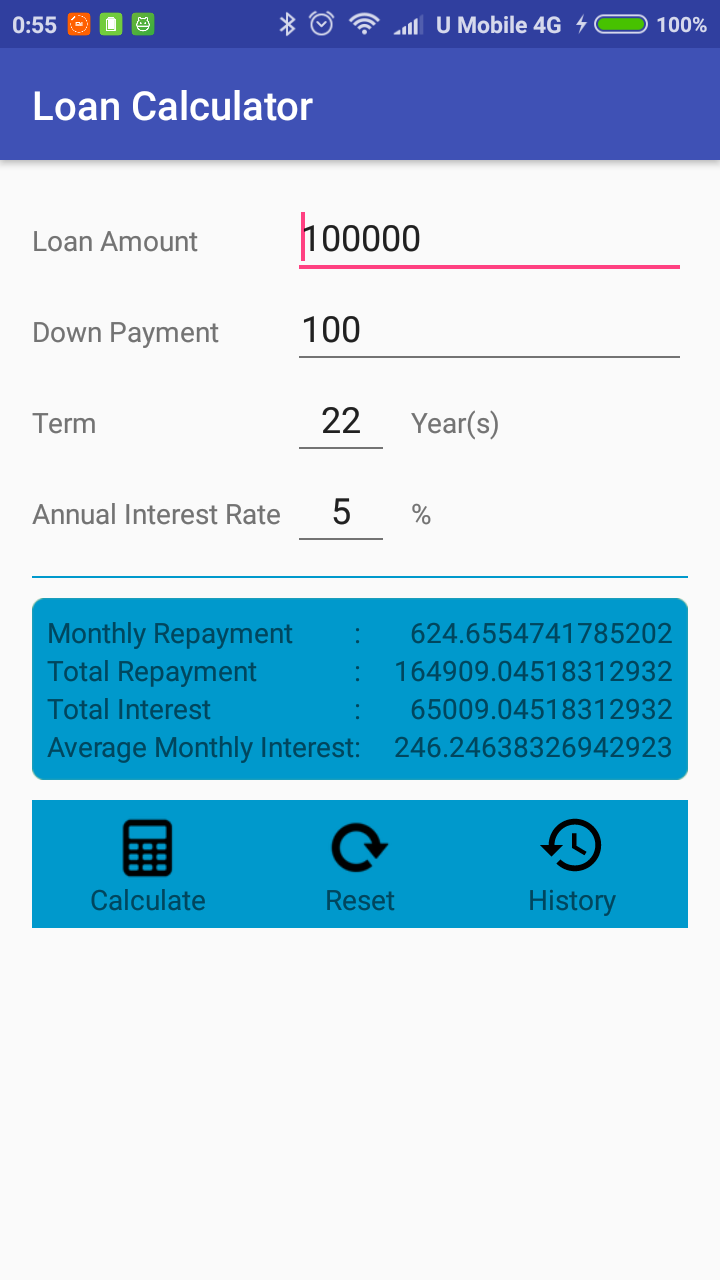 0:55 U Mobile 4G 100%
Loan Calculator
Loan Amount 100000
Down Payment 100
Term 22 Year(s)
Annual Interest Rate 5 %
Monthly Repayment : 624.6554741785202
Total Repayment : 164909.04518312932
Total Interest : 65009.04518312932
Average Monthly Interest: 246.24638326942923
Calculate Reset History